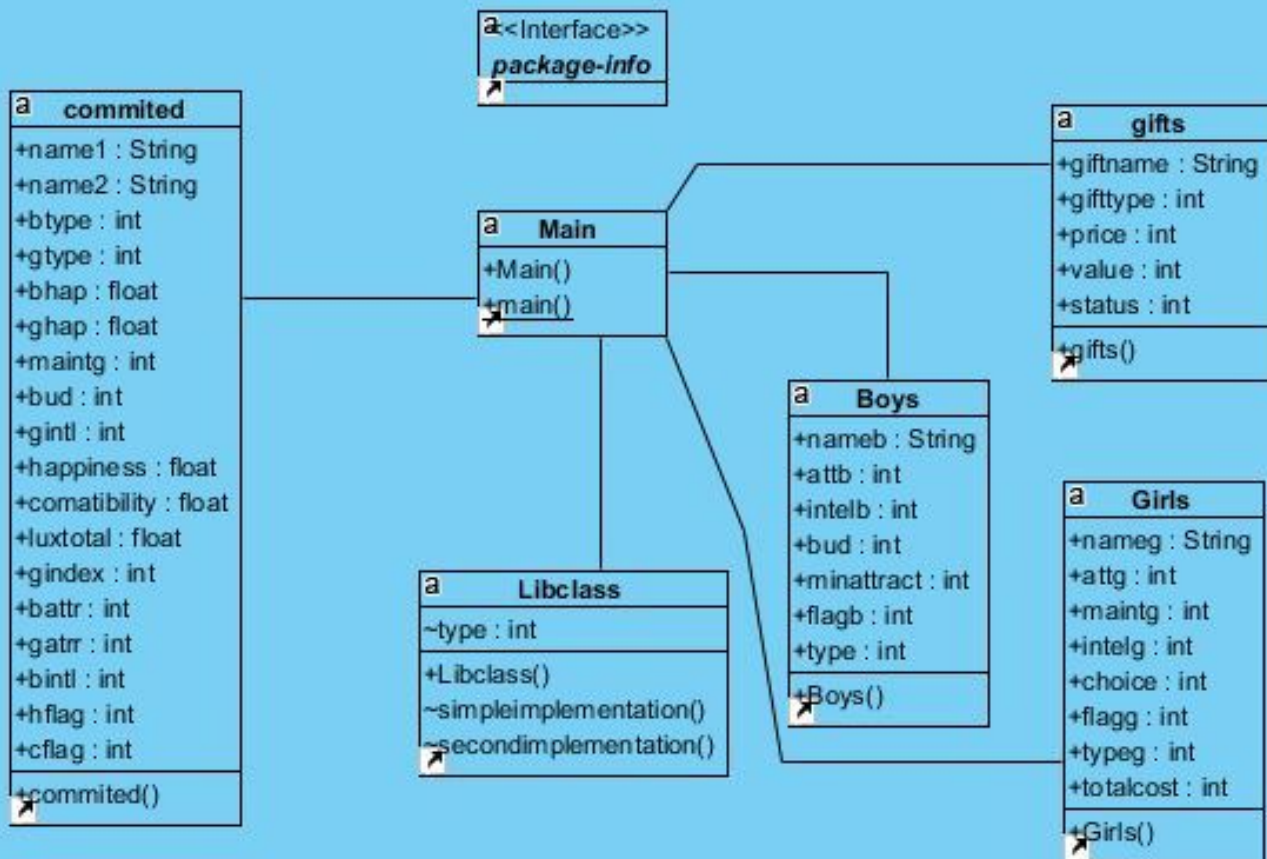 a <<Interface>>
package-info
a commited
+name1 : String
+name2 : String
+btype : int
+gtype : int
+bhap : float
+ghap : float
+maintg : int
+bud : int
+gintl : int
+happiness : float
+comatibility : float
+luxtotal : float
+gindex : int
+battr : int
+gatrr : int
+bintl : int
+hflag : int
+cflag : int
+commited()
a Main
+Main()
+main()
a Libclass
~type : int
+Libclass()
~simpleimplementation()
~secondimplementation()
a gifts
+giftname : String
+gifttype : int
+price : int
+value : int
+status : int
+gifts()
a Boys
+nameb : String
+attb : int
+intelb : int
+bud : int
+minattract : int
+flagb : int
+type : int
+Boys()
a Girls
+nameg : String
+attg : int
+maintg : int
+intelg : int
+choice : int
+flagg : int
+typeg : int
+totalcost : int
+Girls()